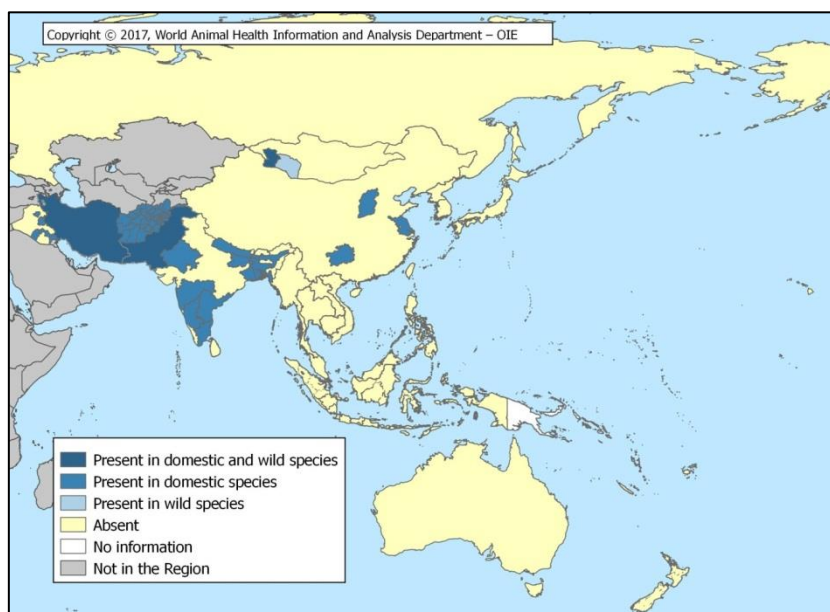 Copyright © 2017, World Animal Health Information and Analysis Department – OIE
Present in domestic and wild species
Present in domestic species
Present in wild species
Absent
No information
Not in the Region